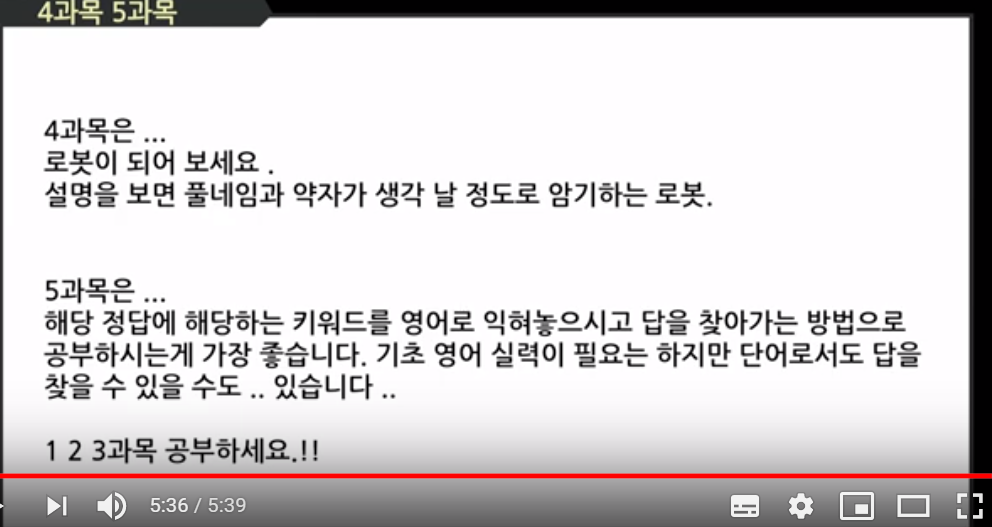 4과목 5과목
4과목은 ...
로봇이 되어 보세요 .
설명을 보면 풀네임과 약자가 생각 날 정도로 암기하는 로봇.
5과목은 ...
해당 정답에 해당하는 키워드를 영어로 익혀놓으시고 답을 찾아가는 방법으로
공부하시는게 가장 좋습니다. 기초 영어 실력이 필요는 하지만 단어로서도 답을
찾을 수 있을 수도 .. 있습니다 ..
1 2 3과목 공부하세요.!!
5:36 / 5:39